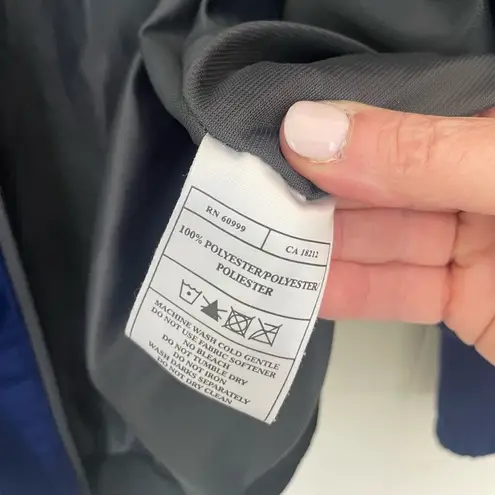 RN 60999
CA 18212
100% POLYESTER/POLYESTER/
POLIESTER
MACHINE WASH COLD GENTLE
DO NOT USE FABRIC SOFTENER
NO BLEACH
DO NOT TUMBLE DRY
DO NOT IRON
WASH DARKS SEPARATELY
DO NOT DRY CLEAN